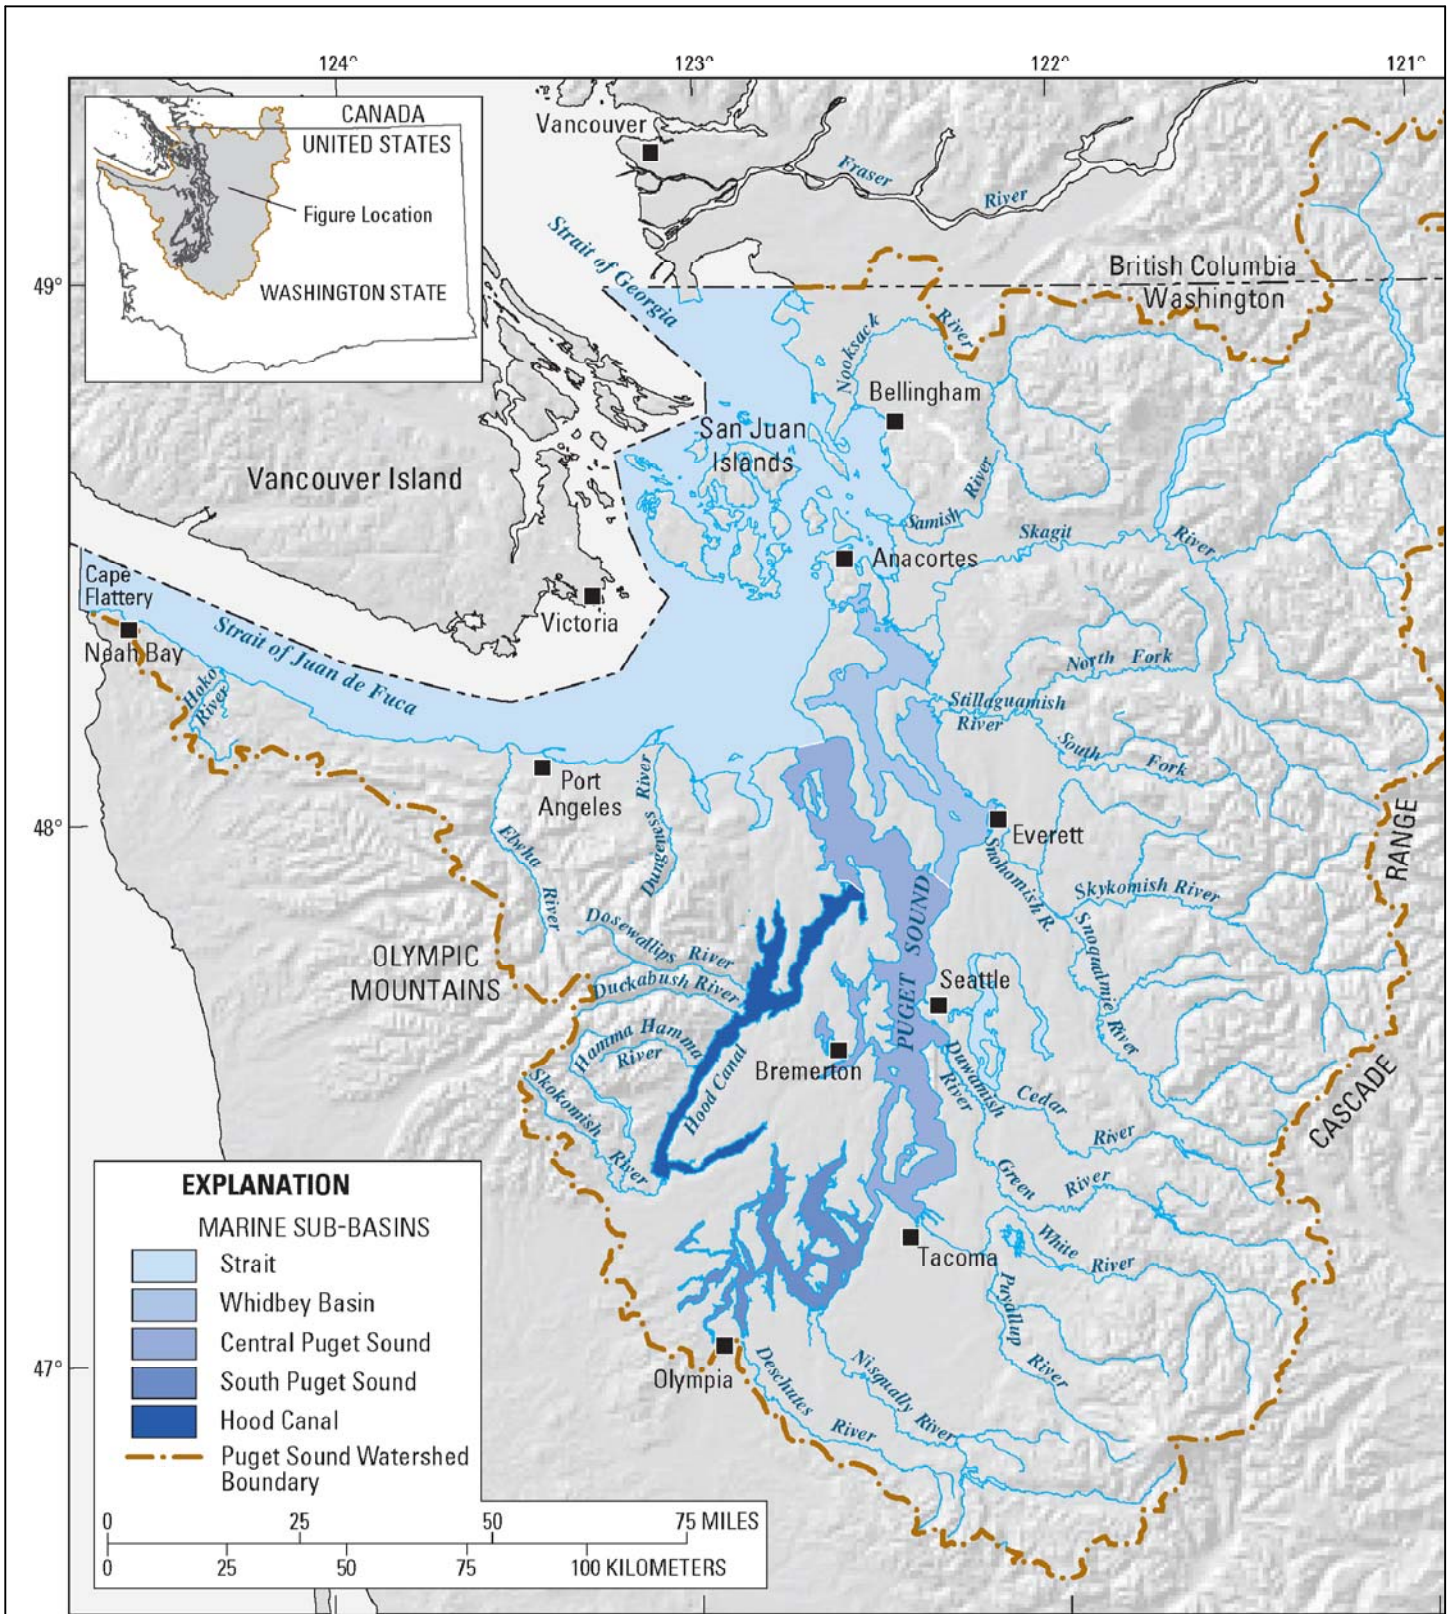 124^
123^
122^
121^
CANADA
UNITED STATES
Figure Location
WASHINGTON STATE
Vancouver
Fraser
River
Strait of Georgia
49°
British Columbia
Washington
Nooksack
River
Bellingham
San Juan
Islands
Vancouver Island
Samish
River
Skagit
River
Anacortes
Cape
Flattery
Victoria
Neah Bay
Strait of Juan de Fuca
Hoko
River
North Fork
Stillaguamish
River
South
Fork
Port
Angeles
Dungeness
River
48°
Everett
Elwha
River
Snohomish R.
Skykomish River
RANGE
PUGET SOUND
Snoqualmie River
Dosewallips River
OLYMPIC
MOUNTAINS
Duckabush River
Seattle
Hamma Hamma
River
Bremerton
Hood Canal
Duwamish
River
Cedar
River
CASCADE
Skokomish
River
Green
River
EXPLANATION
MARINE SUB-BASINS
Strait
Whidbey Basin
Central Puget Sound
South Puget Sound
Hood Canal
Puget Sound Watershed
Boundary
Tacoma
White
River
Puyallup
River
47°
Olympia
Deschutes
River
Nisqually River
0
25
50
75 MILES
0
25
50
75
100 KILOMETERS